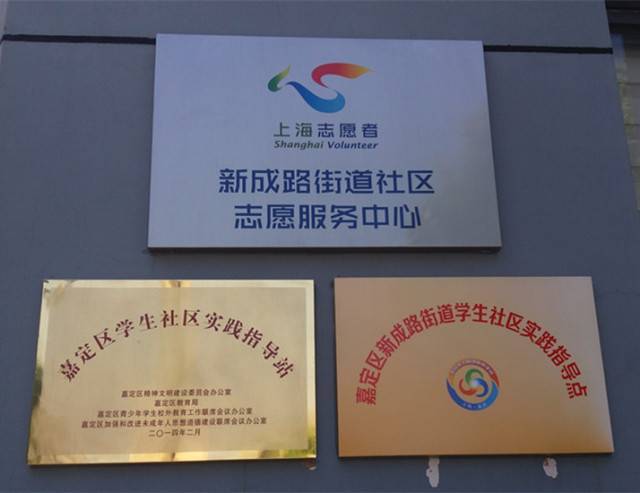 上海志愿者
Shanghai Volunteer
新成路街道社区
志愿服务中心
嘉定区学生社区实践指导站
嘉定区精神文明建设委员会办公室
嘉定区教育局
嘉定区青少年学生校外教育工作联席会议办公室
嘉定区加强和改进未成年人思想道德建设联席会议办公室
二〇一四年二月
嘉定区新成路街道学生社区实践指导点